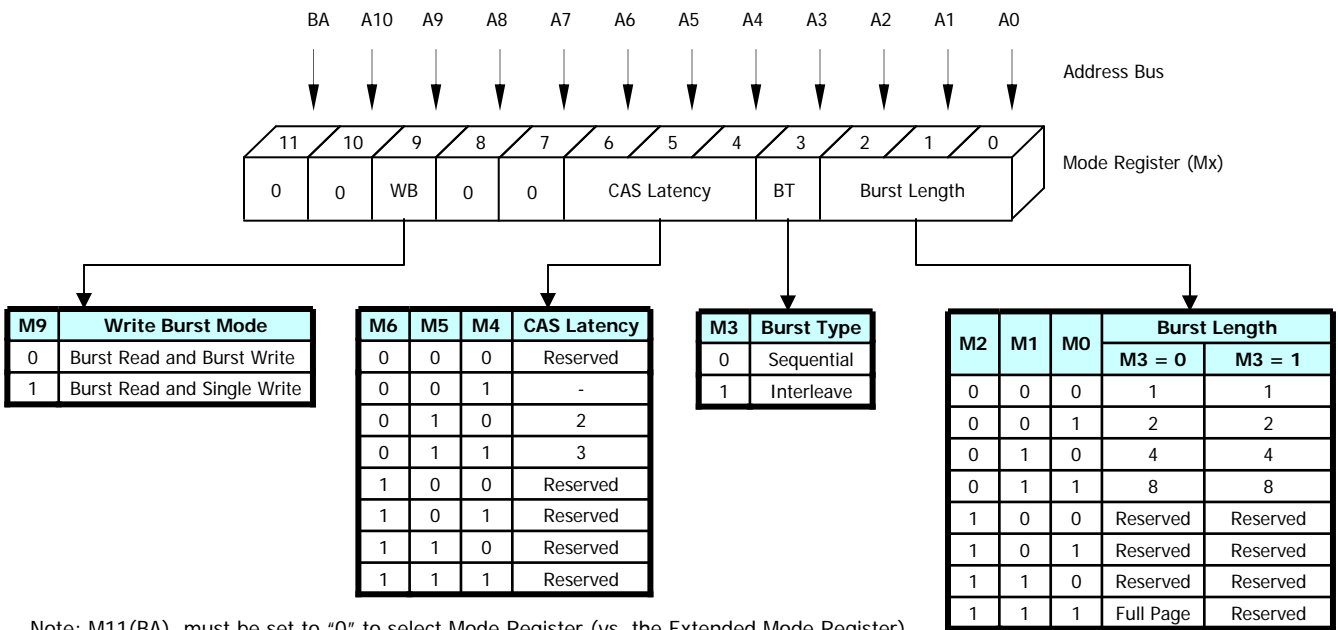 BA A10 A9 A8 A7 A6 A5 A4 A3 A2 A1 A0
Address Bus
11 10 9 8 7 6 5 4 3 2 1 0
Mode Register (Mx)
0 0 WB 0 0 CAS Latency BT Burst Length
M9 Write Burst Mode
0 Burst Read and Burst Write
1 Burst Read and Single Write
M6 M5 M4 CAS Latency
0 0 0 Reserved
0 0 1 -
0 1 0 2
0 1 1 3
1 0 0 Reserved
1 0 1 Reserved
1 1 0 Reserved
1 1 1 Reserved
M3 Burst Type
0 Sequential
1 Interleave
M2 M1 M0 Burst Length
M3 = 0 M3 = 1
0 0 0 1 1
0 0 1 2 2
0 1 0 4 4
0 1 1 8 8
1 0 0 Reserved Reserved
1 0 1 Reserved Reserved
1 1 0 Reserved Reserved
1 1 1 Full Page Reserved
Note: M11(BA) must be set to “0” to select Mode Register (vs. the Extended Mode Register)